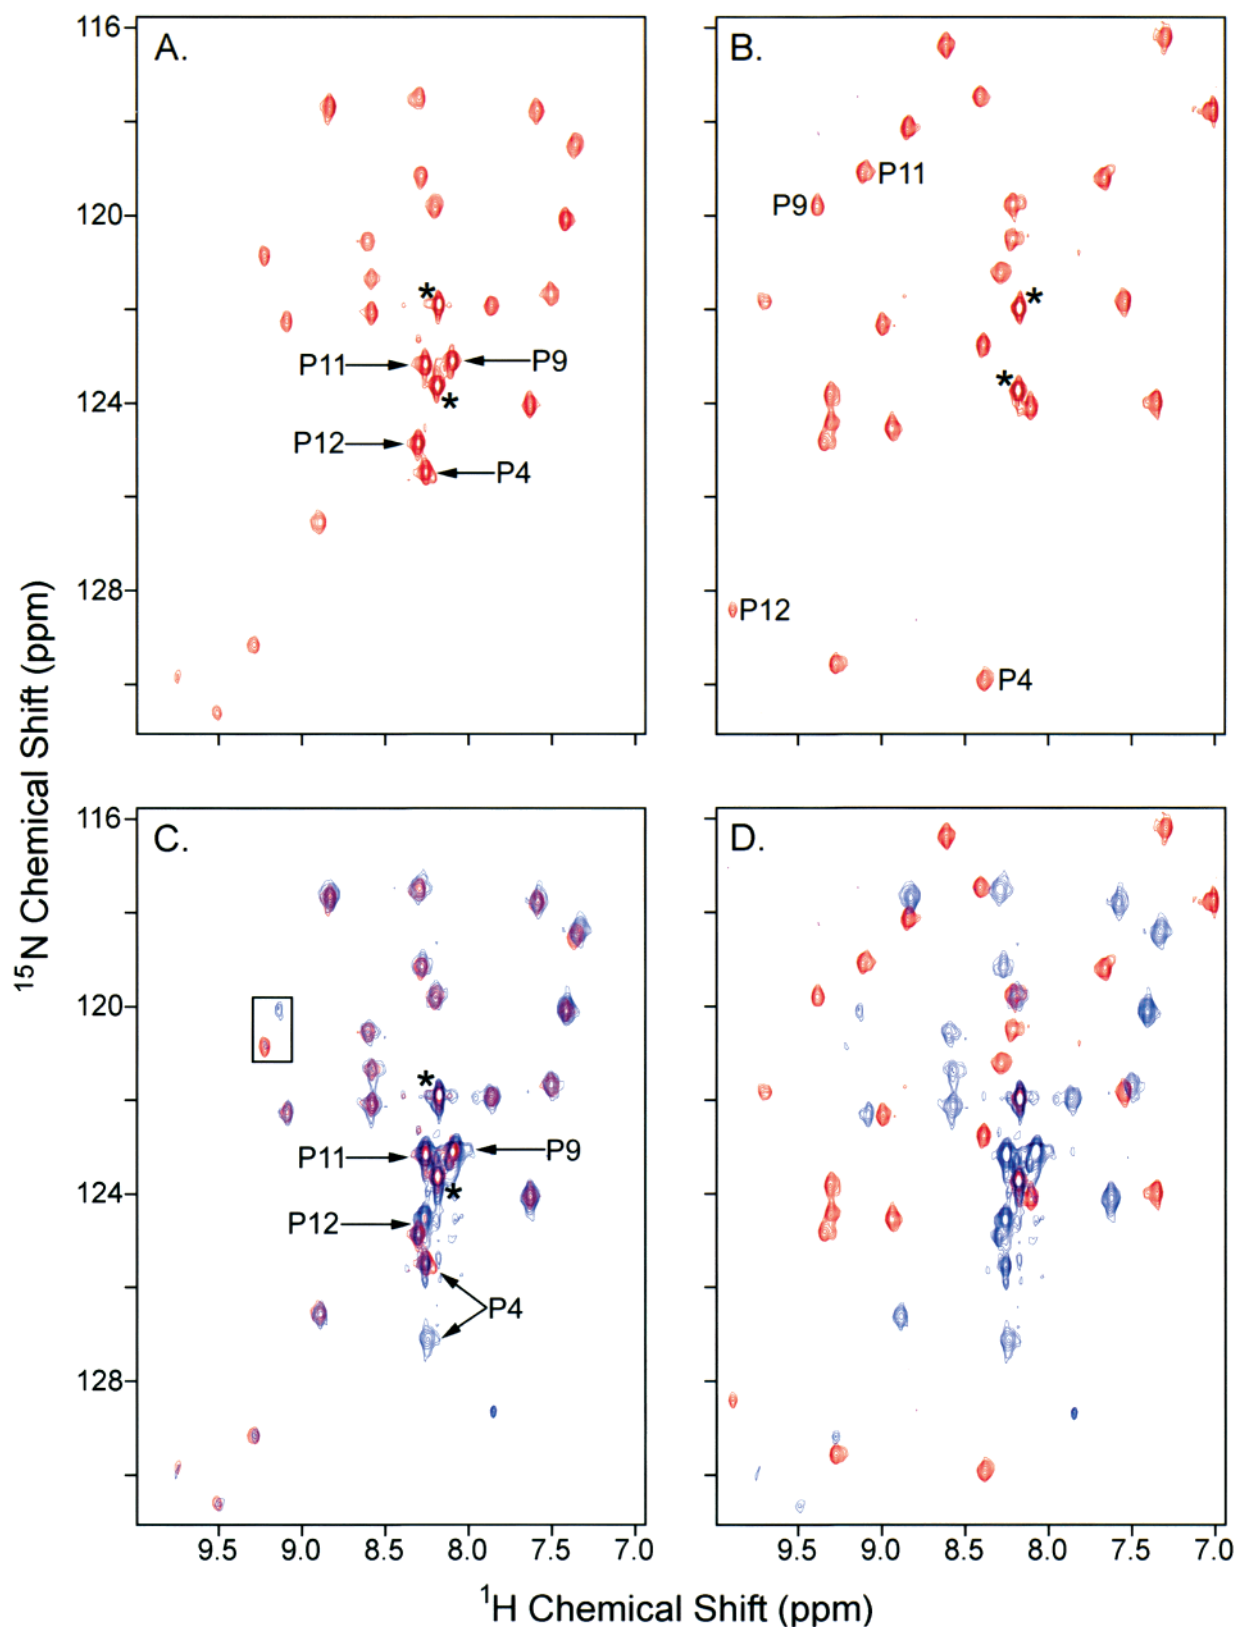 A.
B.
116
120
124
128
P11
P9
*
*
P12
P4
P11
P9
*
*
P12
P4
C.
D.
116
120
124
128
*
P11
P9
*
P12
P4
9.5 9.0 8.5 8.0 7.5 7.0
9.5 9.0 8.5 8.0 7.5 7.0
15N Chemical Shift (ppm)
1H Chemical Shift (ppm)